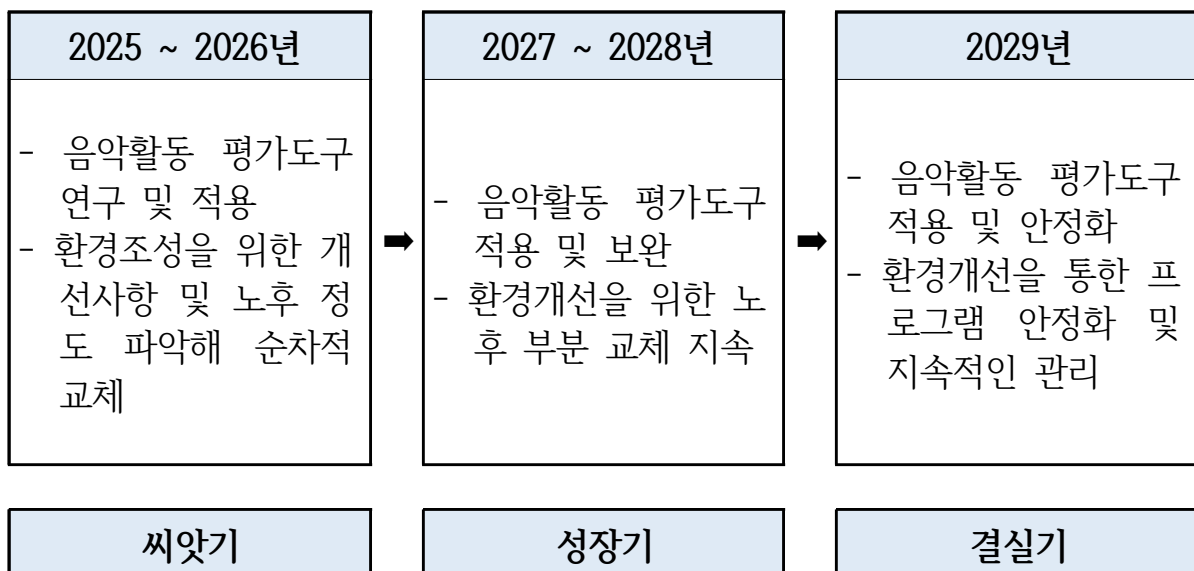 2025 ~ 2026년
- 음악활동 평가도구
연구 및 적용
- 환경조성을 위한 개
선사항 및 노후 정
도 파악해 순차적
교체
➡
2027 ~ 2028년
- 음악활동 평가도구
적용 및 보완
- 환경개선을 위한 노
후 부분 교체 지속
➡
2029년
- 음악활동 평가도구
적용 및 안정화
- 환경개선을 통한 프
로그램 안정화 및
지속적인 관리
씨앗기
성장기
결실기